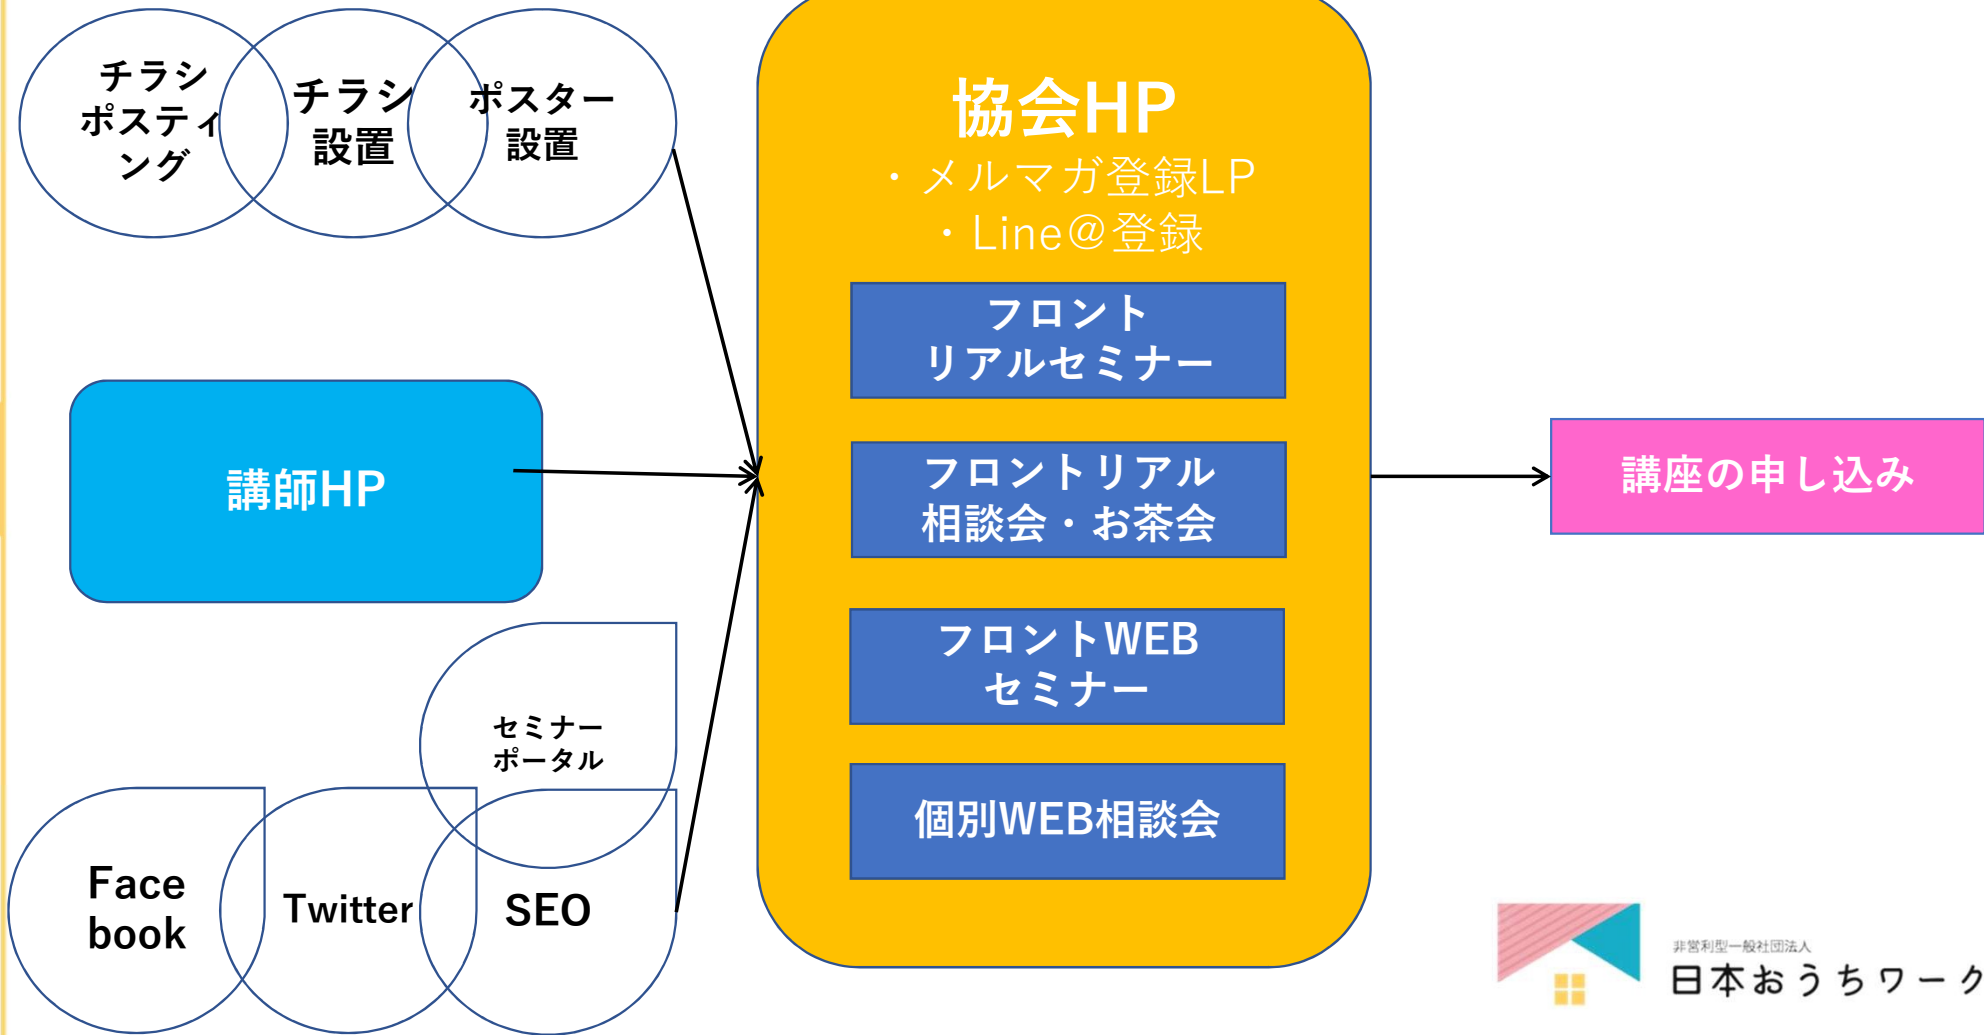 チラシ
ポスティ
ング
チラシ
設置
ポスター
設置
講師HP
セミナー
ポータル
Face
book
Twitter
SEO
協会HP
・メルマガ登録LP
・Line@登録
フロント
リアルセミナー
フロントリアル
相談会・お茶会
フロントWEB
セミナー
個別WEB相談会
講座の申し込み
非営利型一般社団法人
日本おうちワーク